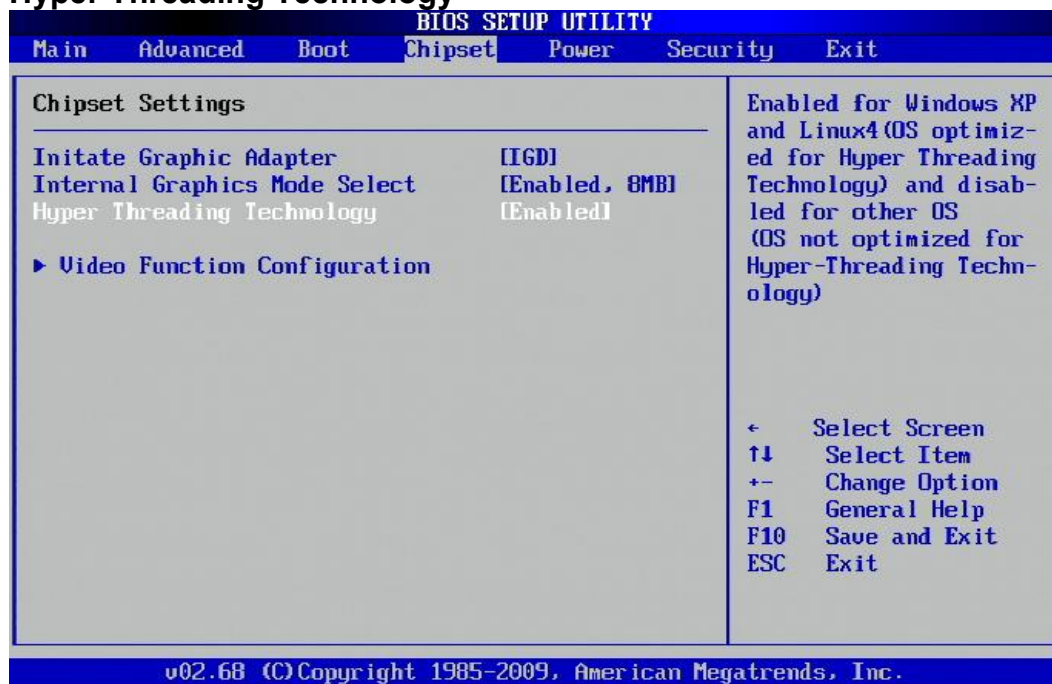 Hyper Threading Technology
BIOS SETUP UTILITY
Main Advanced Boot Chipset Power Security Exit
Chipset Settings
Initate Graphic Adapter [IGD]
Internal Graphics Mode Select [Enabled, 8MB]
Hyper Threading Technology [Enabled]
▶ Video Function Configuration
Enabled for Windows XP
and Linux4(OS optimiz-
ed for Hyper Threading
Technology) and disab-
led for other OS
(OS not optimized for
Hyper-Threading Techn-
ology)
← Select Screen
↑↓ Select Item
+- Change Option
F1 General Help
F10 Save and Exit
ESC Exit
v02.68 (C)Copyright 1985-2009, American Megatrends, Inc.